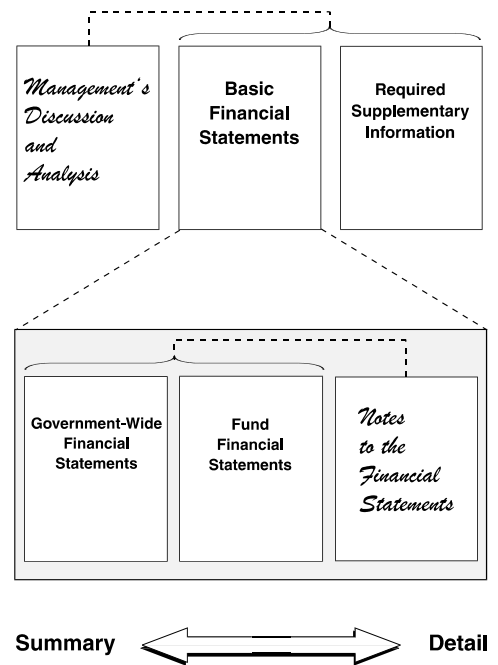 Management's
Discussion
and
Analysis
Basic
Financial
Statements
Required
Supplementary
Information
Government-Wide
Financial
Statements
Fund
Financial
Statements
Notes
to the
Financial
Statements
Summary
Detail